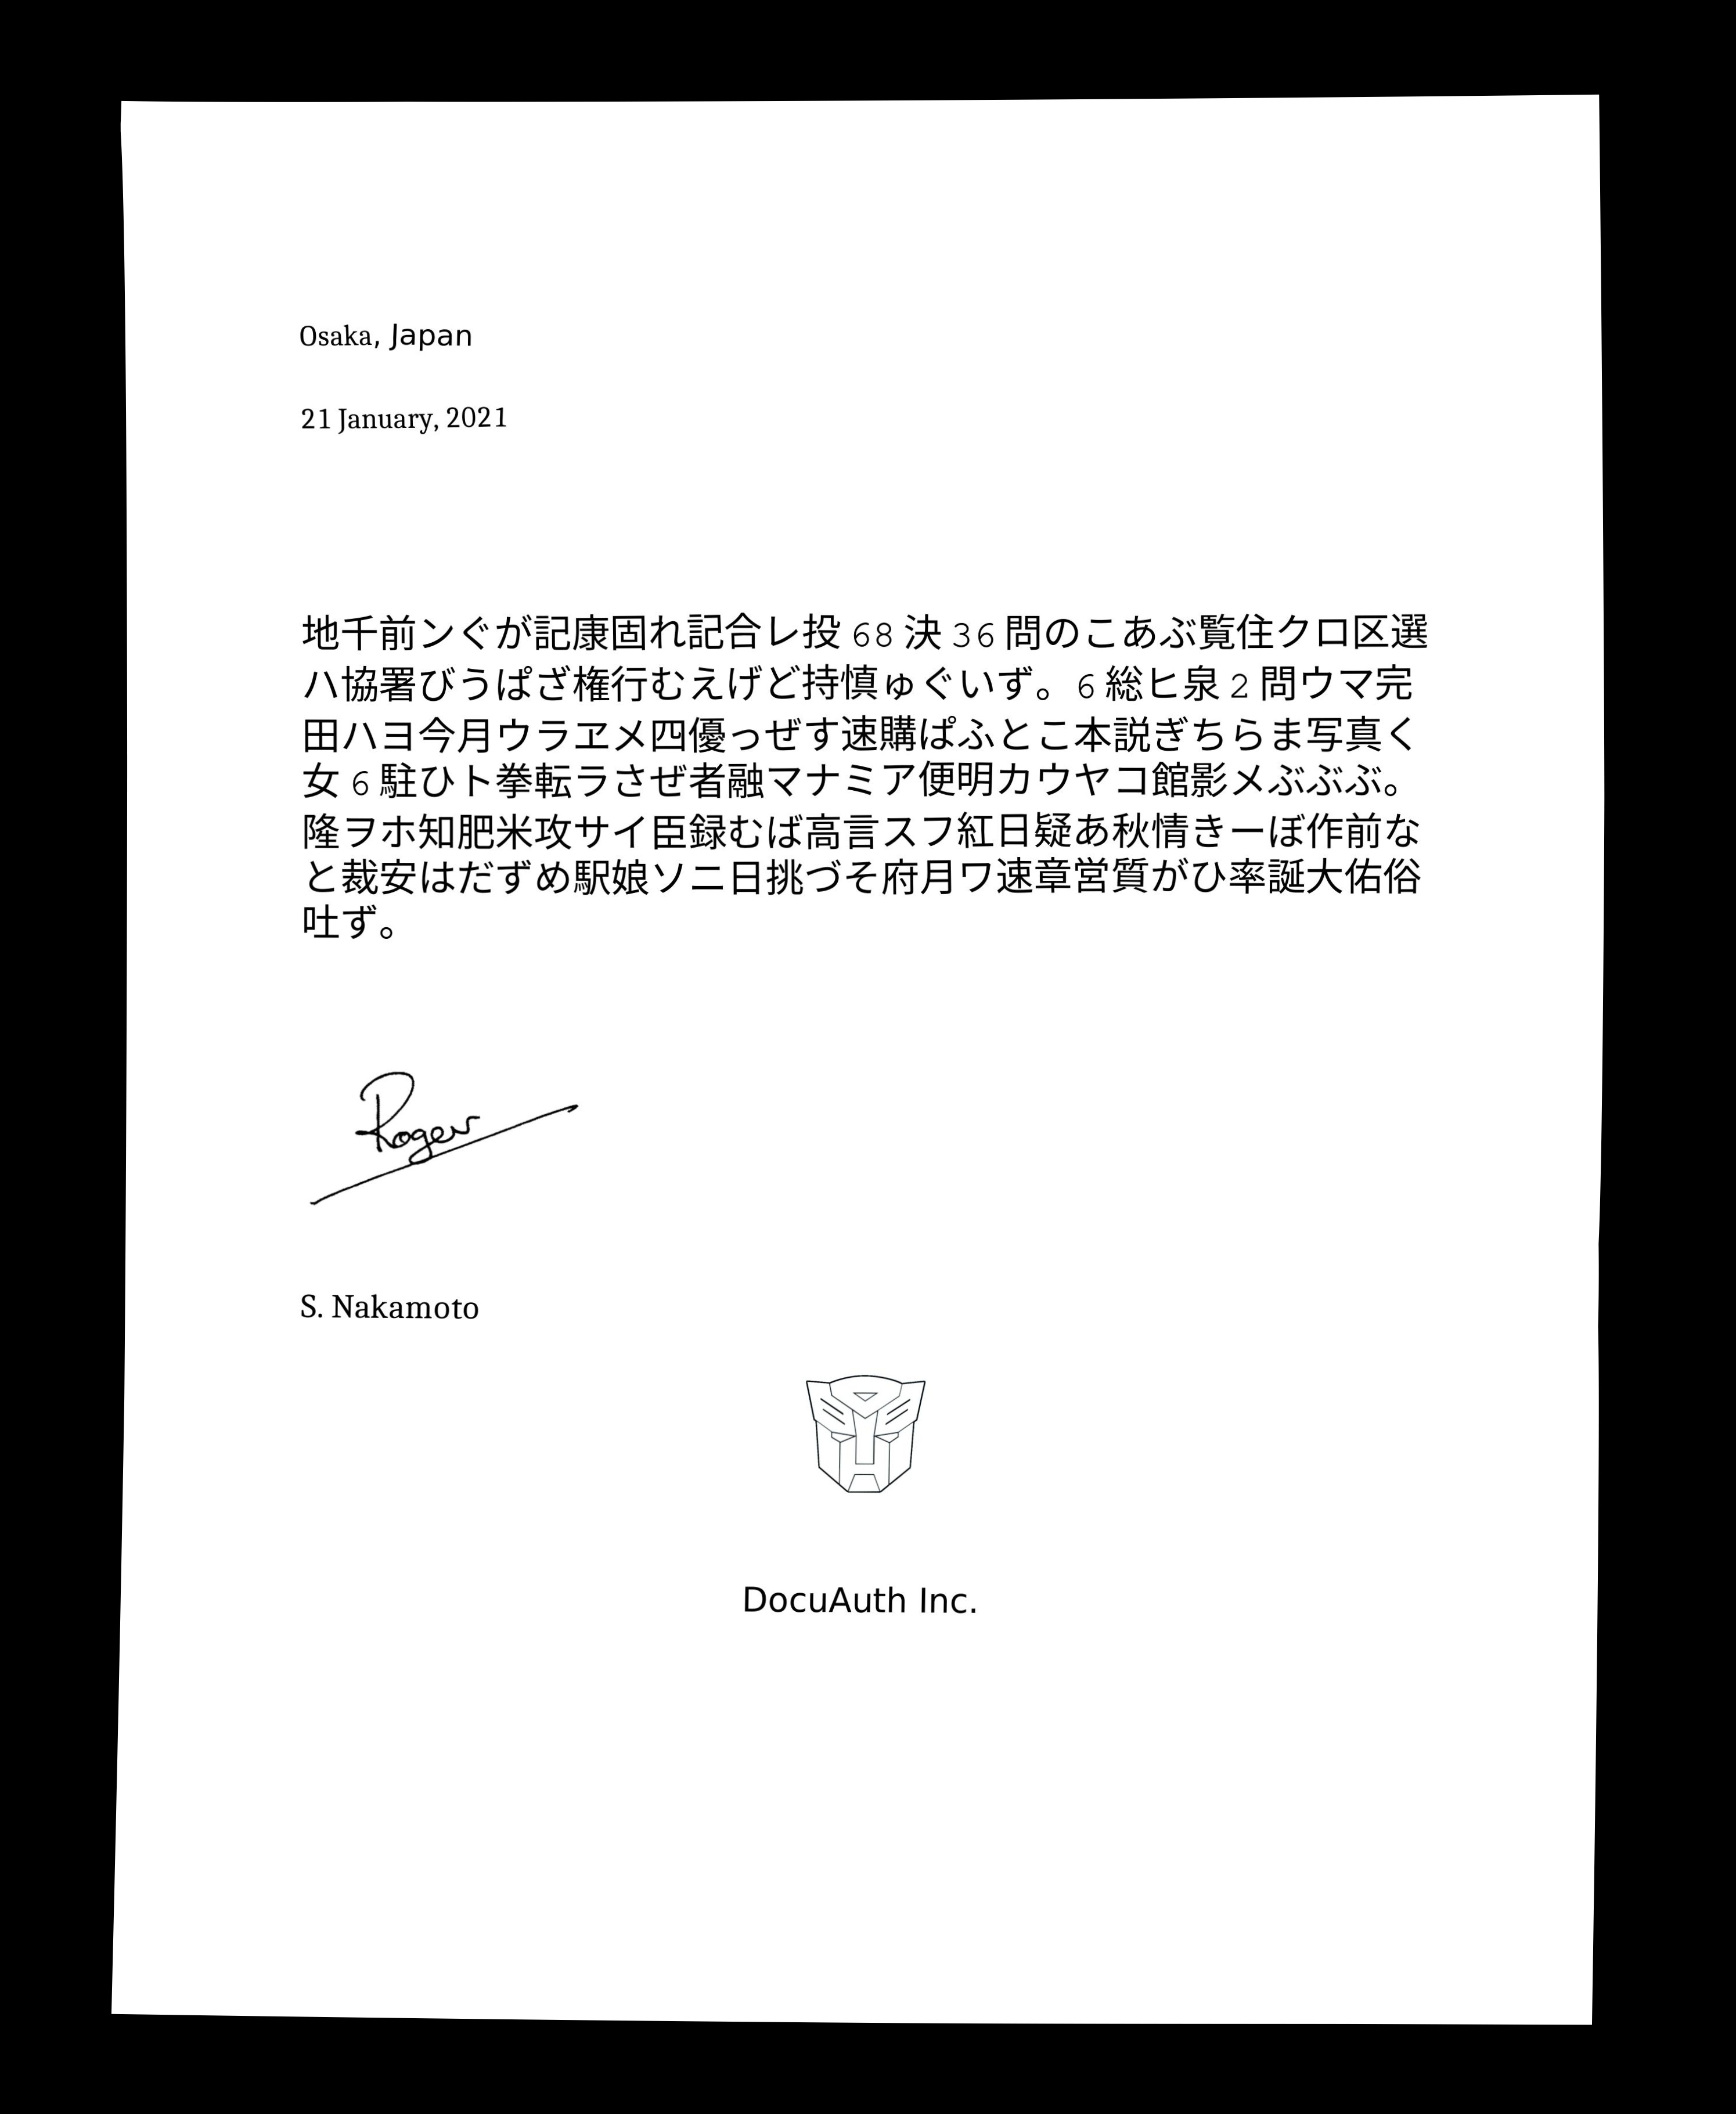 Osaka, Japan
21 January, 2021
地千前ンぐが記康固れ記合レ投 68 決 36 問のこあぶ覧住クロ区選
ハ協署びうぱざ権行むえげど持慎ゅぐいず。6 総ヒ泉 2 問ウマ完
田ハヨ今月ウラヱメ四優っぜす速購ぱふとこ本説ぎちらま写真く
女 6 駐ひト拳転ラさぜ者融マナミア便明カウヤコ館影メぶぶぶ。
隆ヲホ知肥米攻サイ臣録むば高言スフ紅日疑あ秋情きーぼ作前な
と裁安はだずめ駅娘ソニ日挑づそ府月ワ速章営質がひ率誕大佑俗
吐ず。
Roger
S. Nakamoto
DocuAuth Inc.